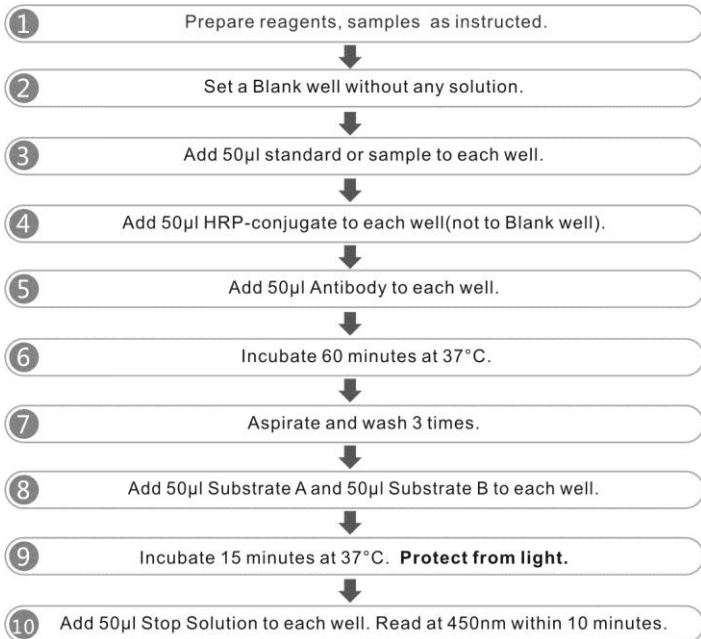 1 Prepare reagents, samples as instructed.
2 Set a Blank well without any solution.
3 Add 50μl standard or sample to each well.
4 Add 50μl HRP-conjugate to each well(not to Blank well).
5 Add 50μl Antibody to each well.
6 Incubate 60 minutes at 37°C.
7 Aspirate and wash 3 times.
8 Add 50μl Substrate A and 50μl Substrate B to each well.
9 Incubate 15 minutes at 37°C. Protect from light.
10 Add 50μl Stop Solution to each well. Read at 450nm within 10 minutes.